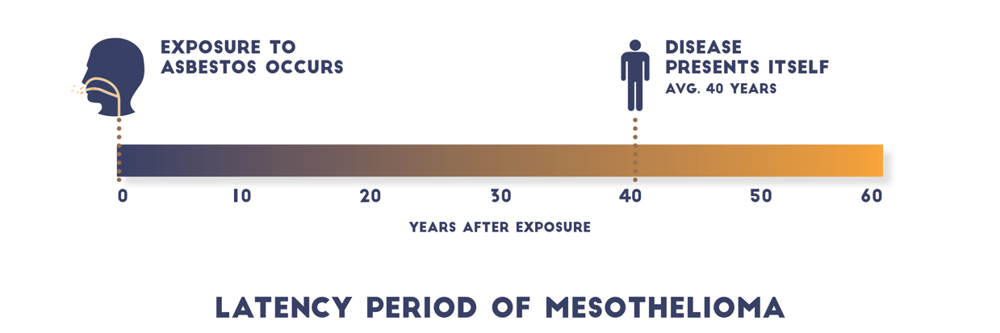 EXPOSURE TO
ASBESTOS OCCURS
DISEASE
PRESENTS ITSELF
AVG. 40 YEARS
0 10 20 30 40 50 60
YEARS AFTER EXPOSURE
LATENCY PERIOD OF MESOTHELIOMA